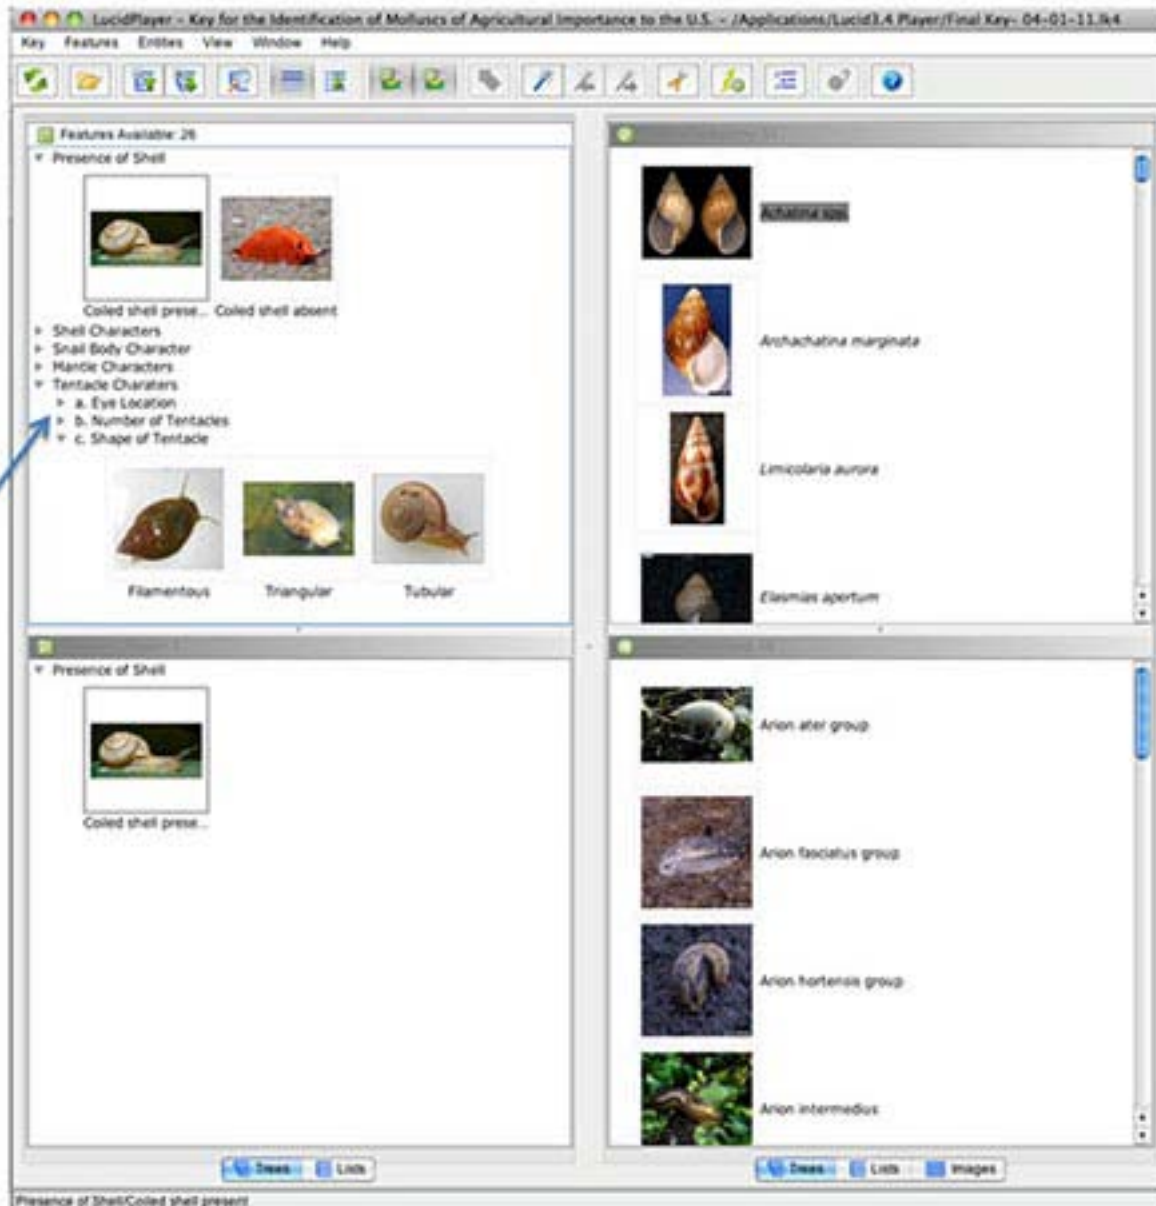 LucidPlayer - Key for the Identification of Molluscs of Agricultural Importance to the U.S. - /Applications/Lucid3.4 Player/Final Key- 04-01-11.lk4
Key Features Entities View Window Help
Features Available: 26
Presence of Shell
Coiled shell prese... Coiled shell absent
Shell Characters
Snail Body Character
Mantle Characters
Tentacle Charaters
a. Eye Location
b. Number of Tentacles
c. Shape of Tentacle
Filamentous Triangular Tubular
Achatina spp.
Archachatina marginata
Limicolaria aurora
Elasmias apertum
Presence of Shell
Coiled shell prese...
Arion ater group
Arion fasciatus group
Arion hortensis group
Arion intermedius
Trees Lists
Trees Lists Images
Presence of Shell/Coiled shell present